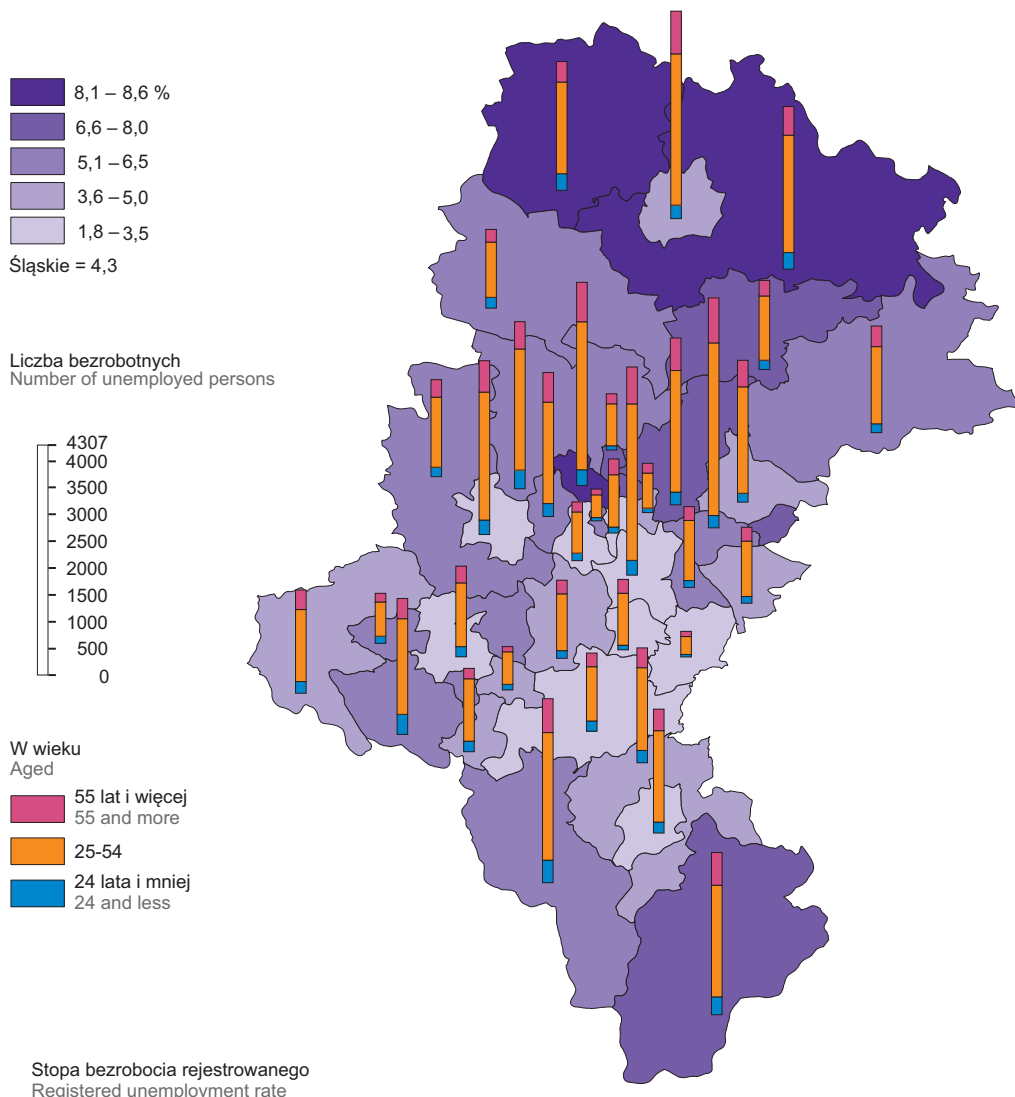 8,1 – 8,6 %
6,6 – 8,0
5,1 – 6,5
3,6 – 5,0
1,8 – 3,5
Śląskie = 4,3
Liczba bezrobotnych
Number of unemployed persons
4307
4000
3500
3000
2500
2000
1500
1000
500
0
W wieku
Aged
55 lat i więcej
55 and more
25-54
24 lata i mniej
24 and less
Stopa bezrobocia rejestrowanego
Registered unemployment rate